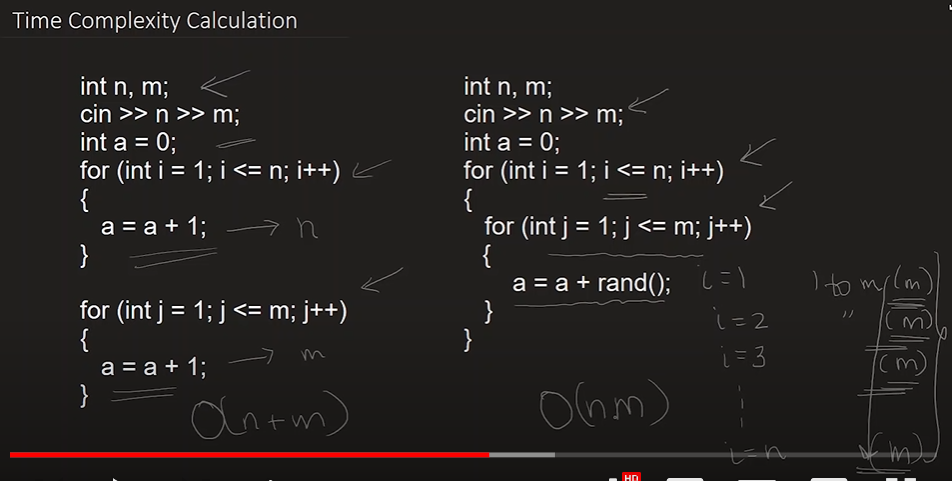 Time Complexity Calculation
int n, m;
cin >> n >> m;
int a = 0;
for (int i = 1; i <= n; i++)
{
a = a + 1; → n
}
for (int j = 1; j <= m; j++)
{
a = a + 1; → m
}
O(n+m)
int n, m;
cin >> n >> m;
int a = 0;
for (int i = 1; i <= n; i++)
{
for (int j = 1; j <= m; j++)
{
a = a + rand();
}
}
O(nm)
i=1 1 to m (m)
i=2 " (m)
i=3 (m)
i=n (m)
HD